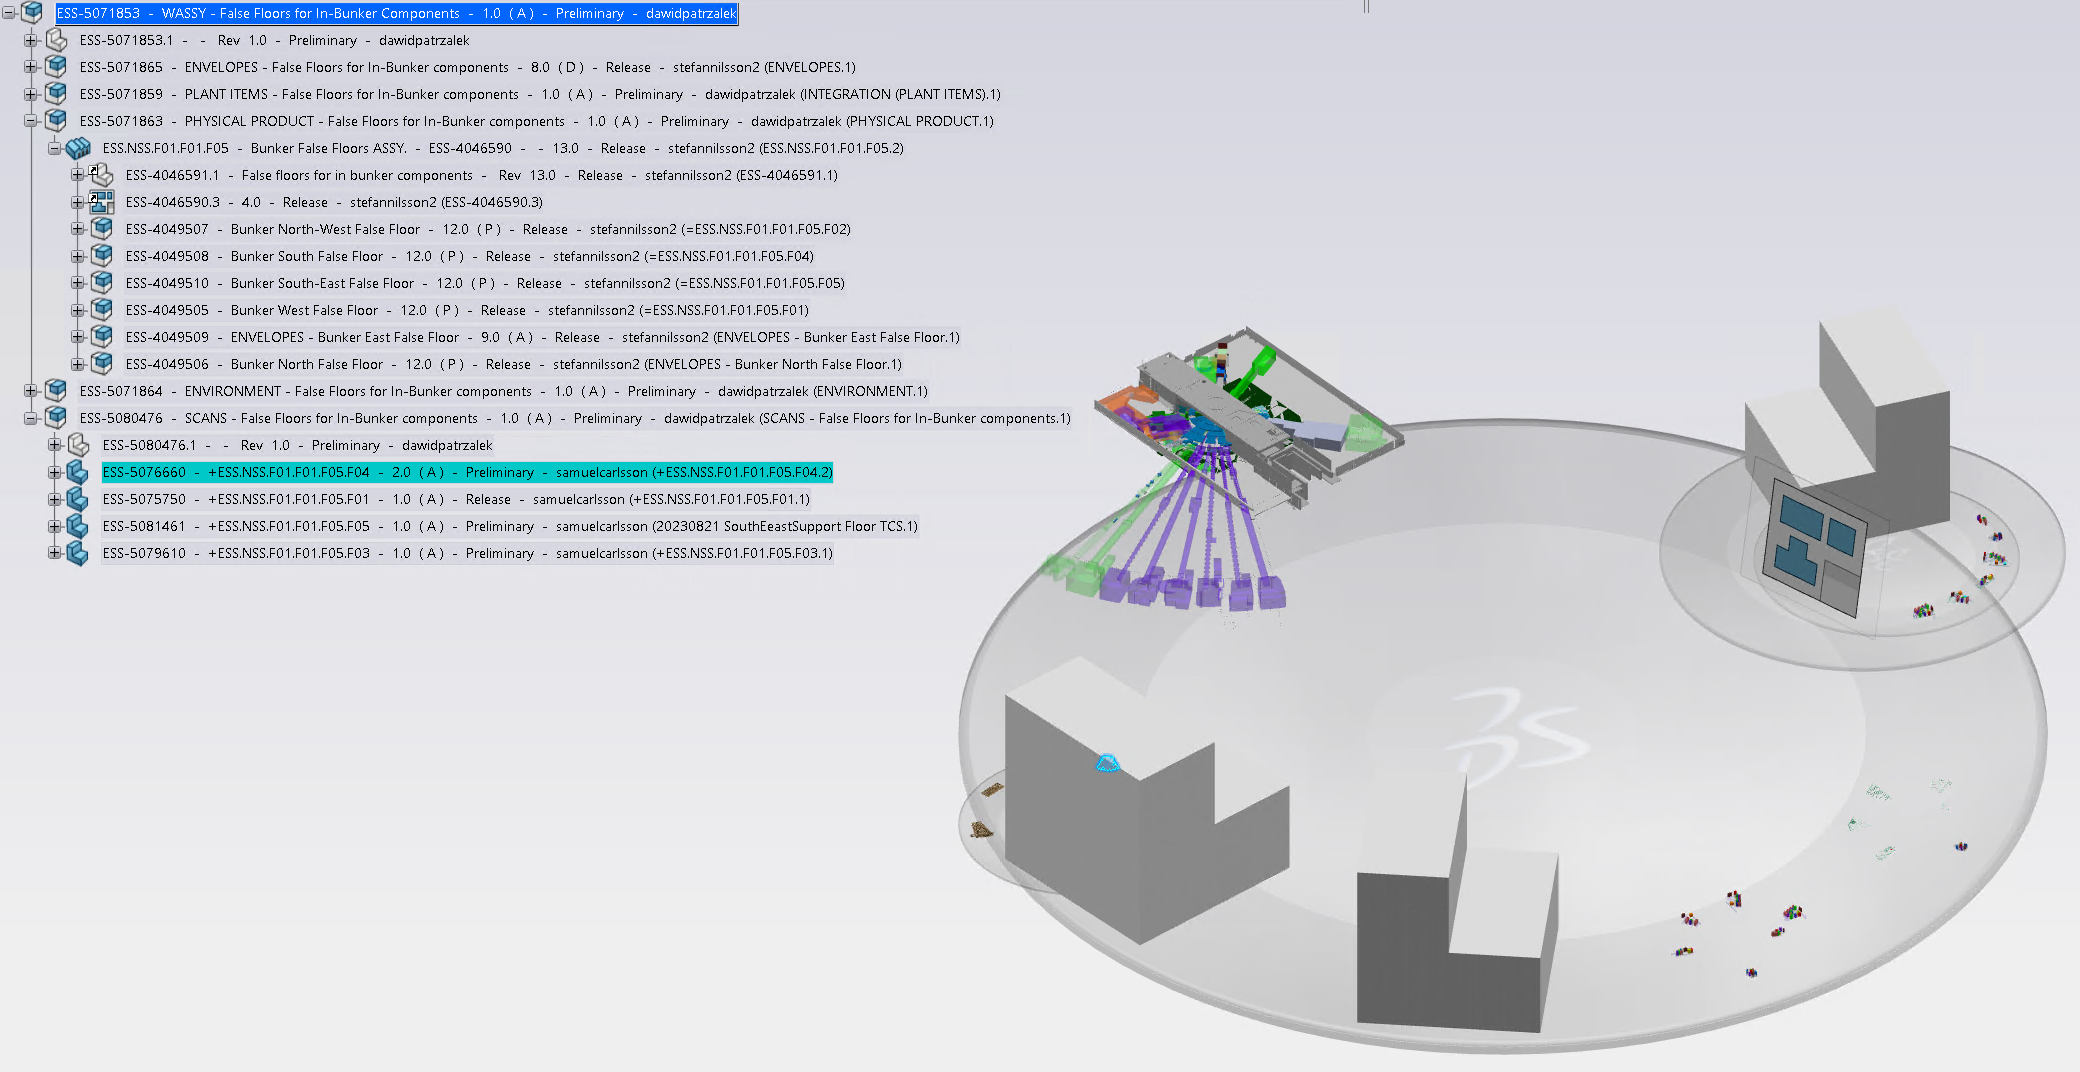 ESS-5071853 - WASSY - False Floors for In-Bunker Components - 1.0 ( A ) - Preliminary - dawidpatrzalek
ESS-5071853.1 - - Rev 1.0 - Preliminary - dawidpatrzalek
ESS-5071865 - ENVELOPES - False Floors for In-Bunker components - 8.0 ( D ) - Release - stefannilsson2 (ENVELOPES.1)
ESS-5071859 - PLANT ITEMS - False Floors for In-Bunker components - 1.0 ( A ) - Preliminary - dawidpatrzalek (INTEGRATION (PLANT ITEMS).1)
ESS-5071863 - PHYSICAL PRODUCT - False Floors for In-Bunker components - 1.0 ( A ) - Preliminary - dawidpatrzalek (PHYSICAL PRODUCT.1)
ESS.NSS.F01.F01.F05 - Bunker False Floors ASSY. - ESS-4046590 - - 13.0 - Release - stefannilsson2 (ESS.NSS.F01.F01.F05.2)
ESS-4046591.1 - False floors for in bunker components - Rev 13.0 - Release - stefannilsson2 (ESS-4046591.1)
ESS-4046590.3 - 4.0 - Release - stefannilsson2 (ESS-4046590.3)
ESS-4049507 - Bunker North-West False Floor - 12.0 ( P ) - Release - stefannilsson2 (=ESS.NSS.F01.F01.F05.F02)
ESS-4049508 - Bunker South False Floor - 12.0 ( P ) - Release - stefannilsson2 (=ESS.NSS.F01.F01.F05.F04)
ESS-4049510 - Bunker South-East False Floor - 12.0 ( P ) - Release - stefannilsson2 (=ESS.NSS.F01.F01.F05.F05)
ESS-4049505 - Bunker West False Floor - 12.0 ( P ) - Release - stefannilsson2 (=ESS.NSS.F01.F01.F05.F01)
ESS-4049509 - ENVELOPES - Bunker East False Floor - 9.0 ( A ) - Release - stefannilsson2 (ENVELOPES - Bunker East False Floor.1)
ESS-4049506 - Bunker North False Floor - 12.0 ( P ) - Release - stefannilsson2 (ENVELOPES - Bunker North False Floor.1)
ESS-5071864 - ENVIRONMENT - False Floors for In-Bunker components - 1.0 ( A ) - Preliminary - dawidpatrzalek (ENVIRONMENT.1)
ESS-5080476 - SCANS - False Floors for In-Bunker components - 1.0 ( A ) - Preliminary - dawidpatrzalek (SCANS - False Floors for In-Bunker components.1)
ESS-5080476.1 - - Rev 1.0 - Preliminary - dawidpatrzalek
ESS-5076660 - +ESS.NSS.F01.F01.F05.F04 - 2.0 ( A ) - Preliminary - samuelcarlsson (+ESS.NSS.F01.F01.F05.F04.2)
ESS-5075750 - +ESS.NSS.F01.F01.F05.F01 - 1.0 ( A ) - Release - samuelcarlsson (+ESS.NSS.F01.F01.F05.F01.1)
ESS-5081461 - +ESS.NSS.F01.F01.F05.F05 - 1.0 ( A ) - Preliminary - samuelcarlsson (20230821 SouthEeastSupport Floor TCS.1)
ESS-5079610 - +ESS.NSS.F01.F01.F05.F03 - 1.0 ( A ) - Preliminary - samuelcarlsson (+ESS.NSS.F01.F01.F05.F03.1)